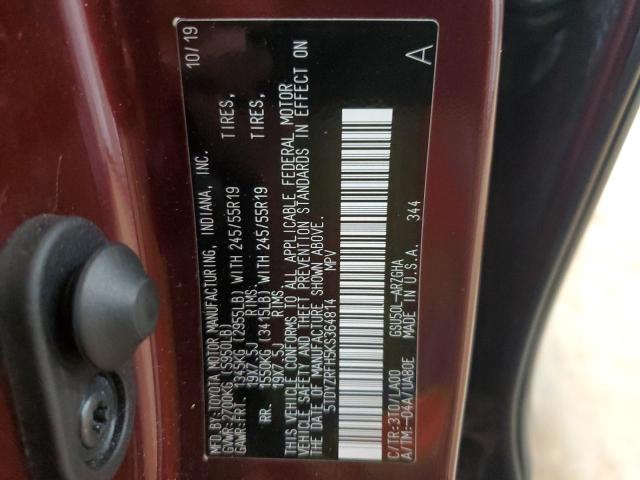 MFD. BY: TOYOTA MOTOR MANUFACTURING, INDIANA, INC. 10/19
GVWR: 2700KG (5950LB)
GAWR: FRT. 1345KG (2955LB) WITH 245/55R19 TIRES,
19X7.5J RIMS,
RR. 1550KG (3415LB) WITH 245/55R19 TIRES,
19X7.5J RIMS.
THIS VEHICLE CONFORMS TO ALL APPLICABLE FEDERAL MOTOR
VEHICLE SAFETY AND THEFT PREVENTION STANDARDS IN EFFECT ON
THE DATE OF MANUFACTURE SHOWN ABOVE.
5TDYZRFH5KS364814 MPV
C/TR: 3T0/LA00 GSU50L-ARZGHA A
A/TM: -04A/UA80E MADE IN U.S.A. 344